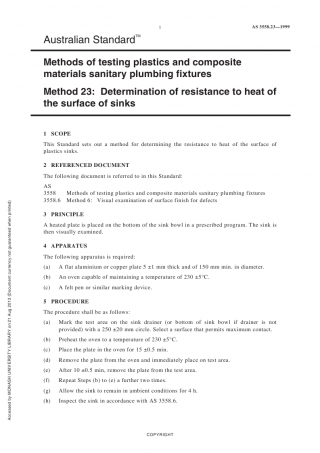 1
AS 3558.23—1999
Australian Standard™
Methods of testing plastics and composite
materials sanitary plumbing fixtures
Method 23: Determination of resistance to heat of
the surface of sinks
1 SCOPE
This Standard sets out a method for determining the resistance to heat of the surface of
plastics sinks.
2 REFERENCED DOCUMENT
The following document is referred to in this Standard:
AS
3558 Methods of testing plastics and composite materials sanitary plumbing fixtures
3558.6 Method 6: Visual examination of surface finish for defects
3 PRINCIPLE
A heated plate is placed on the bottom of the sink bowl in a prescribed program. The sink is
then visually examined.
4 APPARATUS
The following apparatus is required:
(a) A flat aluminium or copper plate 5 ±1 mm thick and of 150 mm min. in diameter.
(b) An oven capable of maintaining a temperature of 230 ±5°C.
(c) A felt pen or similar marking device.
5 PROCEDURE
The procedure shall be as follows:
(a) Mark the test area on the sink drainer (or bottom of sink bowl if drainer is not
provided) with a 250 ±20 mm circle. Select a surface that permits maximum contact.
(b) Preheat the oven to a temperature of 230 ±5°C.
(c) Place the plate in the oven for 15 ±0.5 min.
(d) Remove the plate from the oven and immediately place on test area.
(e) After 10 ±0.5 min, remove the plate from the test area.
(f) Repeat Steps (b) to (e) a further two times.
(g) Allow the sink to remain in ambient conditions for 4 h.
(h) Inspect the sink in accordance with AS 3558.6.
COPYRIGHT
Accessed by MONASH UNIVERSITY LIBRARY on 21 Aug 2013 (Document currency not guaranteed when printed)